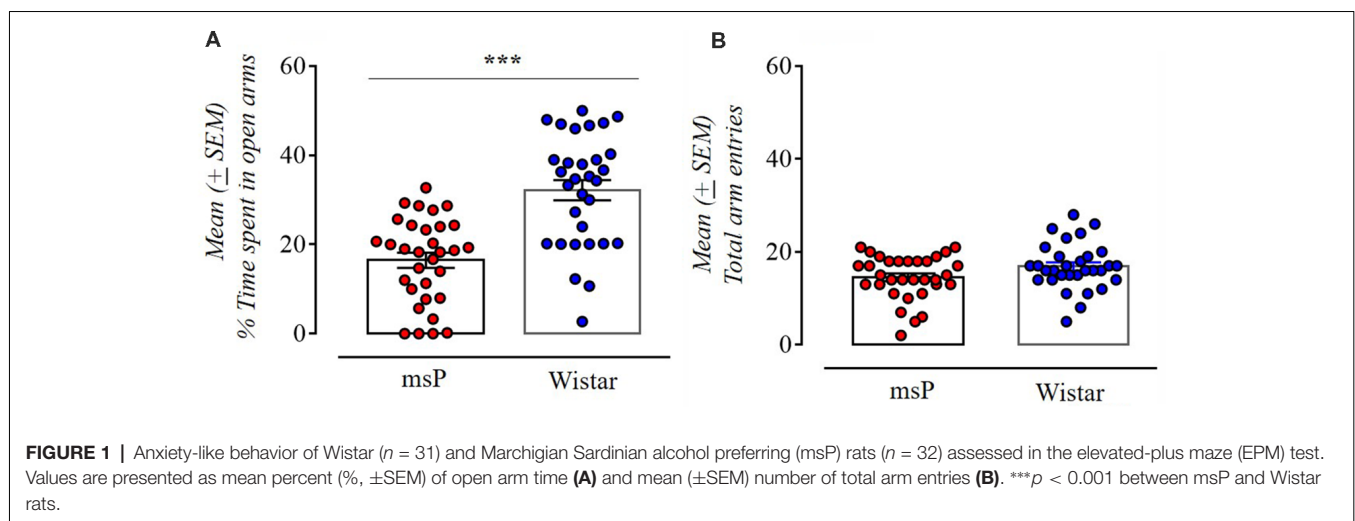 A
B
***
60
40
20
0
Mean (± SEM)
% Time spent in open arms
msP
Wistar
60
40
20
0
Mean (± SEM)
Total arm entries
msP
Wistar
FIGURE 1 | Anxiety-like behavior of Wistar (n = 31) and Marchigian Sardinian alcohol preferring (msP) rats (n = 32) assessed in the elevated-plus maze (EPM) test.
Values are presented as mean percent (%, ±SEM) of open arm time (A) and mean (±SEM) number of total arm entries (B). ***p < 0.001 between msP and Wistar
rats.